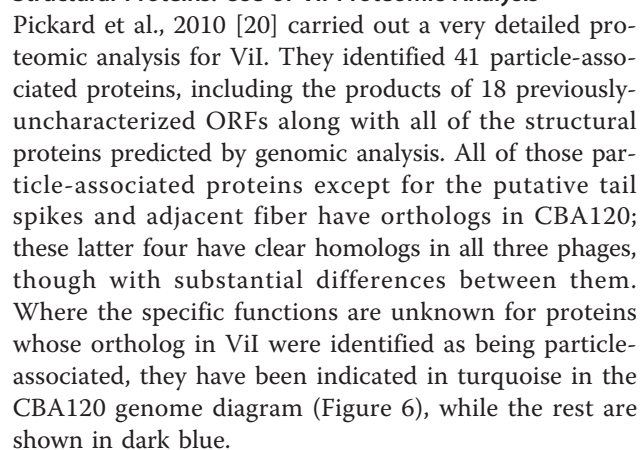 Structural Proteins: Use of ViI Proteomic Analysis
Pickard et al., 2010 [20] carried out a very detailed pro-
teomic analysis for ViI. They identified 41 particle-asso-
ciated proteins, including the products of 18 previously-
uncharacterized ORFs along with all of the structural
proteins predicted by genomic analysis. All of those par-
ticle-associated proteins except for the putative tail
spikes and adjacent fiber have orthologs in CBA120;
these latter four have clear homologs in all three phages,
though with substantial differences between them.
Where the specific functions are unknown for proteins
whose ortholog in ViI were identified as being particle-
associated, they have been indicated in turquoise in the
CBA120 genome diagram (Figure 6), while the rest are
shown in dark blue.